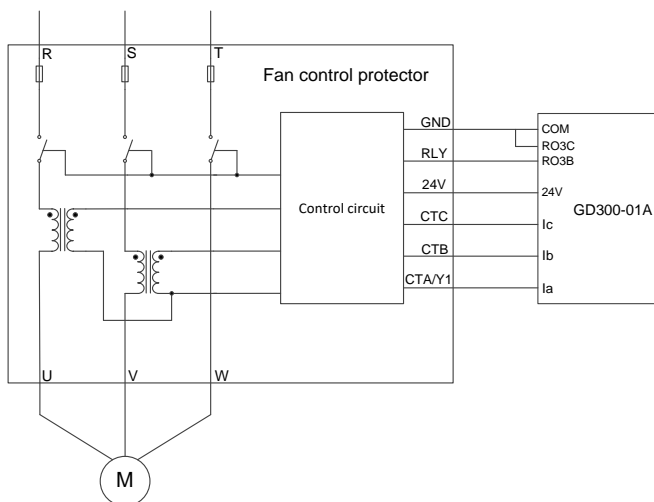 R S T
Fan control protector
GND
COM
RO3C
RLY
RO3B
24V
24V
GD300-01A
Control circuit
CTC
Ic
CTB
Ib
CTA/Y1
Ia
U V W
M